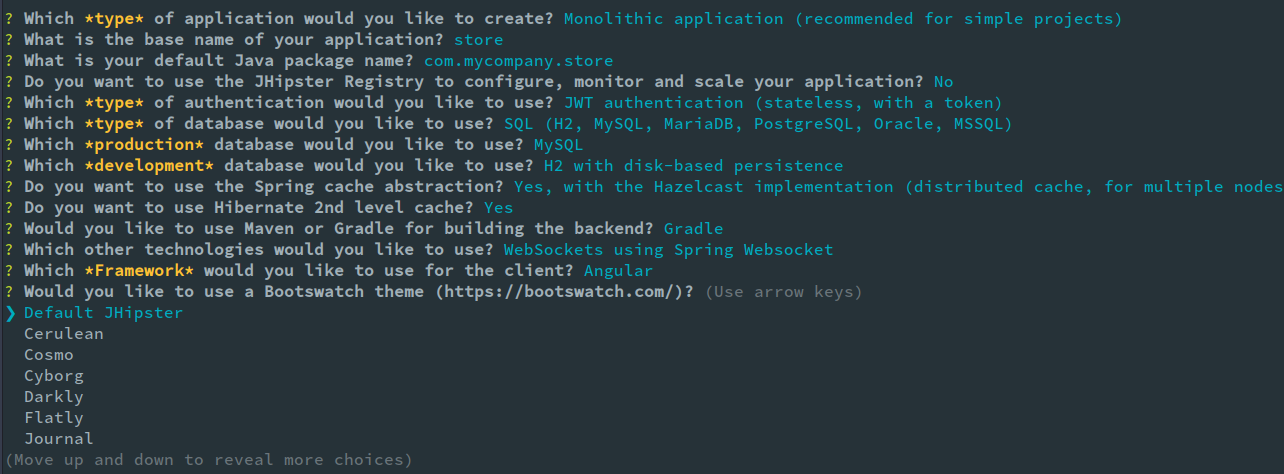 ? Which *type* of application would you like to create? Monolithic application (recommended for simple projects)
? What is the base name of your application? store
? What is your default Java package name? com.mycompany.store
? Do you want to use the JHipster Registry to configure, monitor and scale your application? No
? Which *type* of authentication would you like to use? JWT authentication (stateless, with a token)
? Which *type* of database would you like to use? SQL (H2, MySQL, MariaDB, PostgreSQL, Oracle, MSSQL)
? Which *production* database would you like to use? MySQL
? Which *development* database would you like to use? H2 with disk-based persistence
? Do you want to use the Spring cache abstraction? Yes, with the Hazelcast implementation (distributed cache, for multiple nodes
? Do you want to use Hibernate 2nd level cache? Yes
? Would you like to use Maven or Gradle for building the backend? Gradle
? Which other technologies would you like to use? WebSockets using Spring Websocket
? Which *Framework* would you like to use for the client? Angular
? Would you like to use a Bootswatch theme (https://bootswatch.com/)? (Use arrow keys)
❯ Default JHipster
Cerulean
Cosmo
Cyborg
Darkly
Flatly
Journal
(Move up and down to reveal more choices)